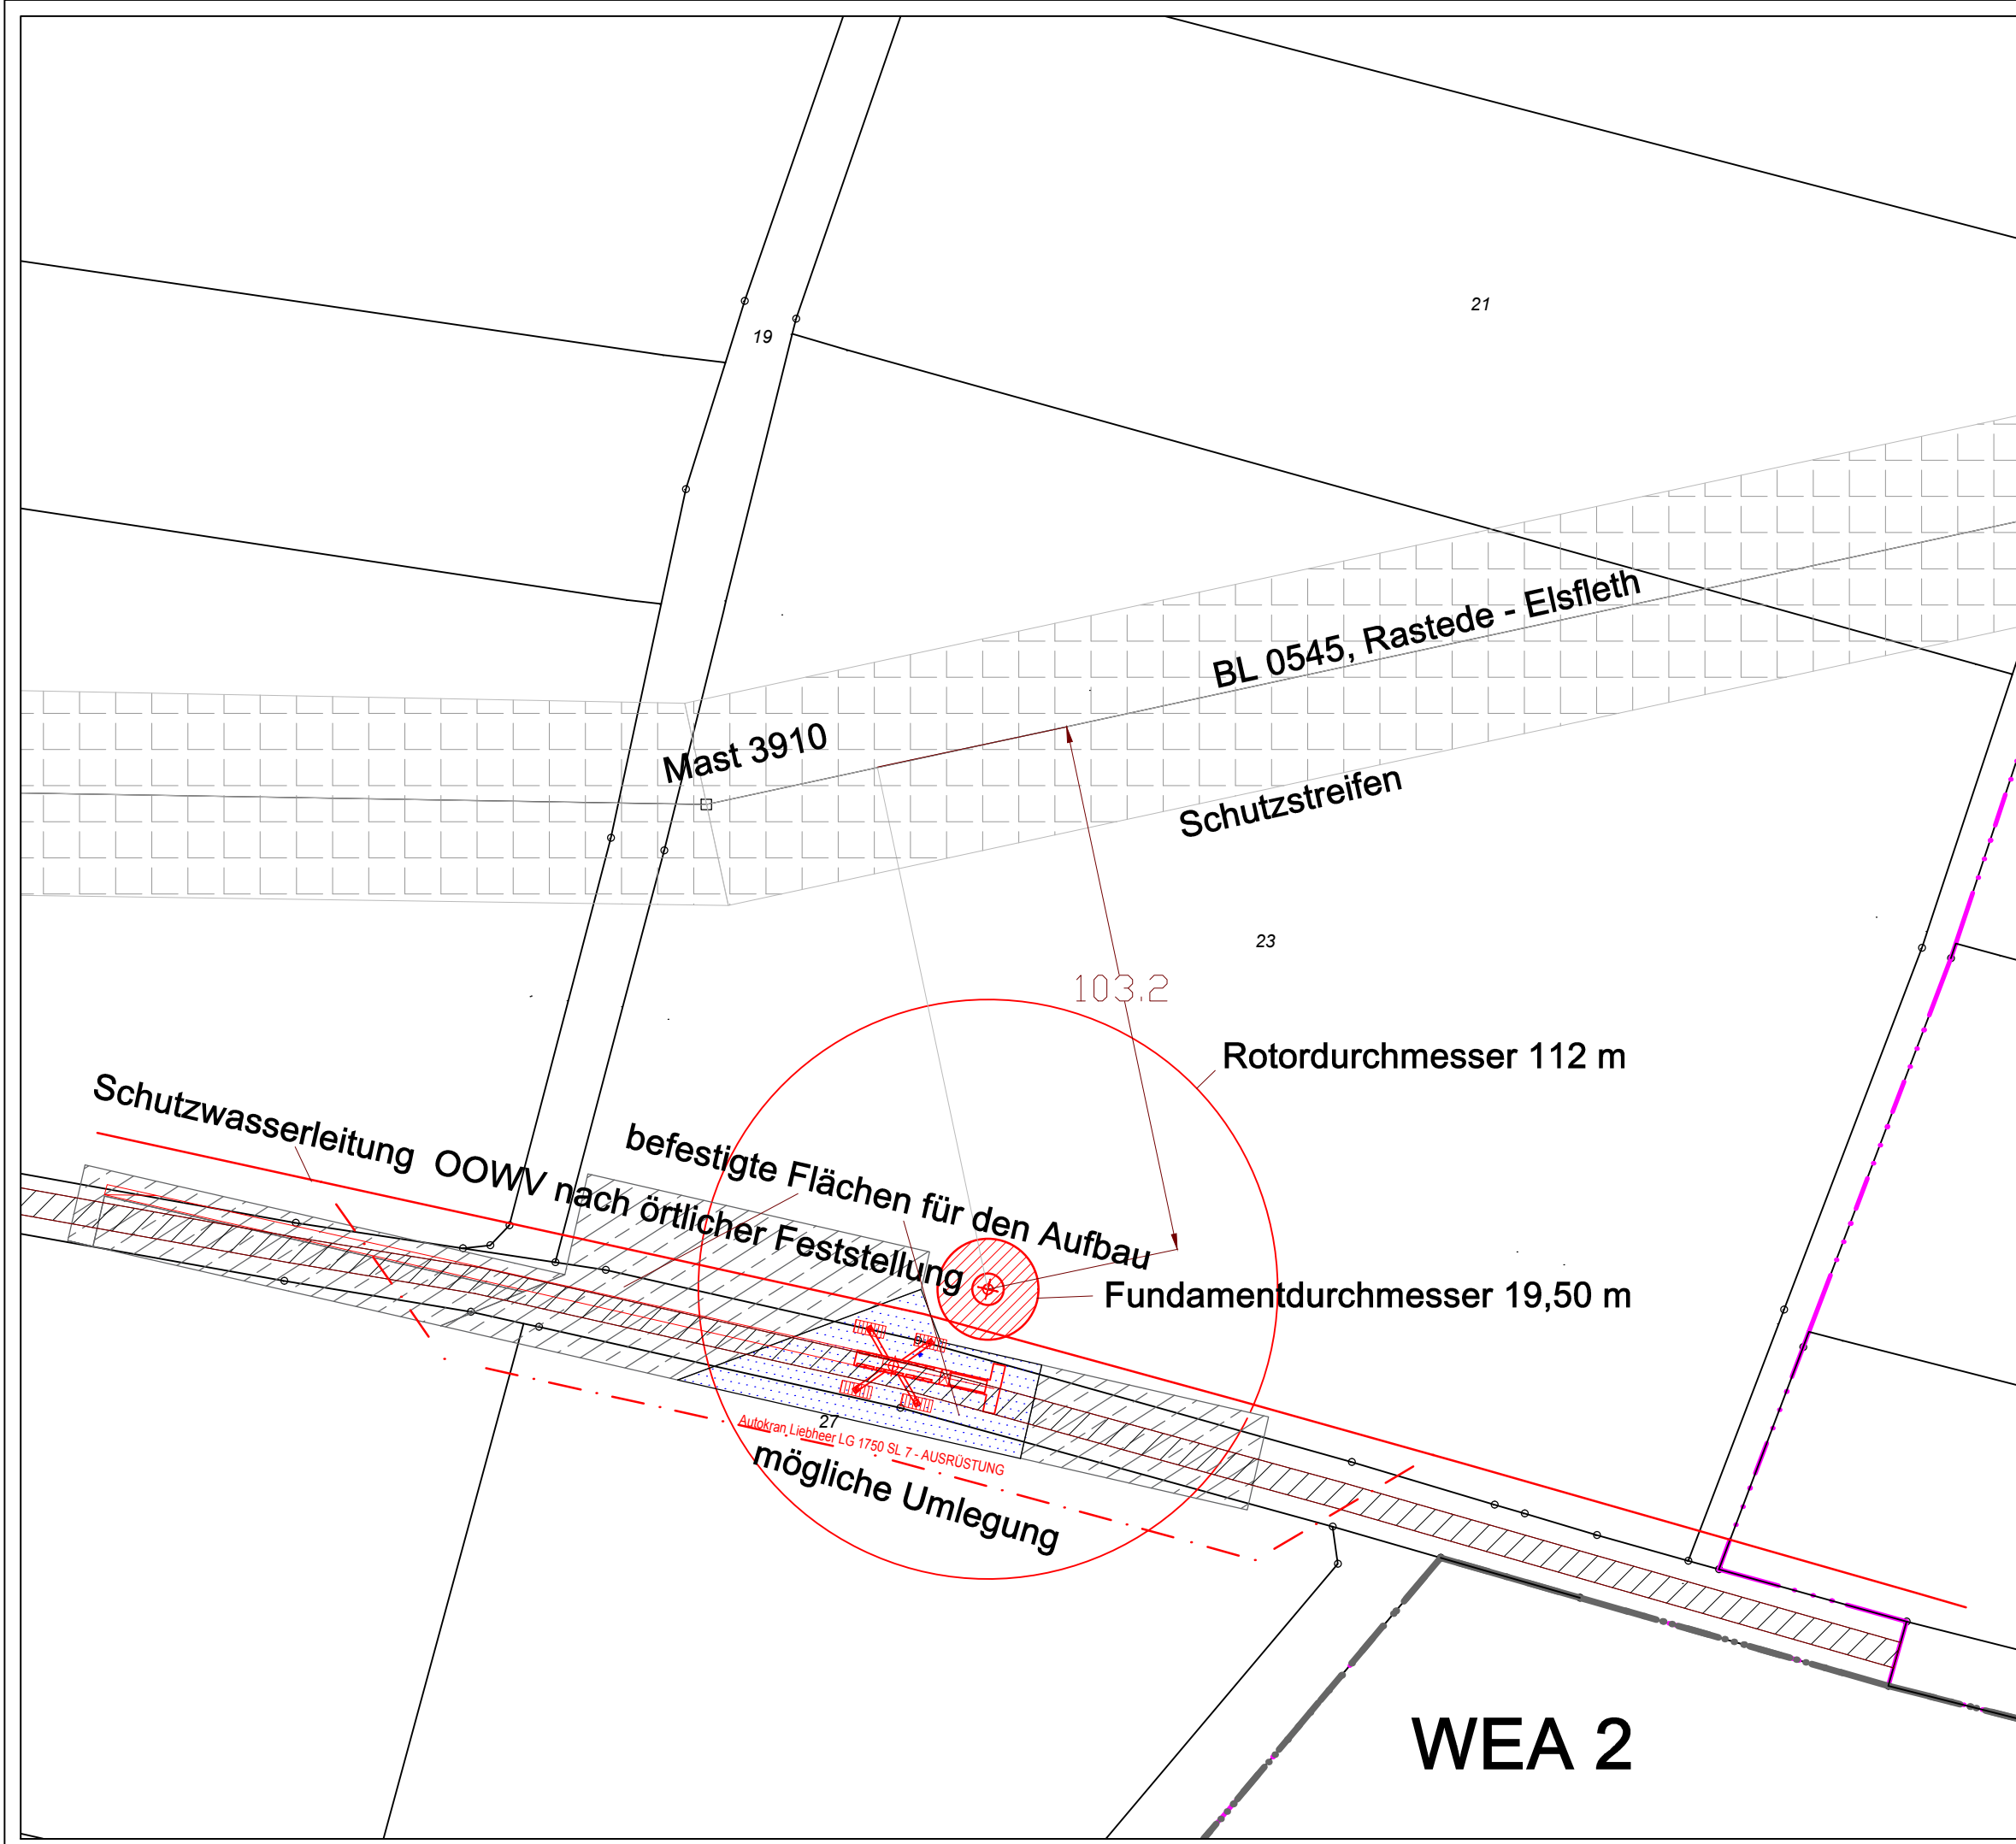 21
19
BL 0545, Rastede - Elsfleth
Mast 3910
Schutzstreifen
23
103.2
Rotordurchmesser 112 m
Schutzwasserleitung OOWV nach örtlicher Feststellung
befestigte Flächen für den Aufbau
Fundamentdurchmesser 19,50 m
27
Autokran Liebheer LG 1750 SL 7 - AUSRÜSTUNG
mögliche Umlegung
WEA 2